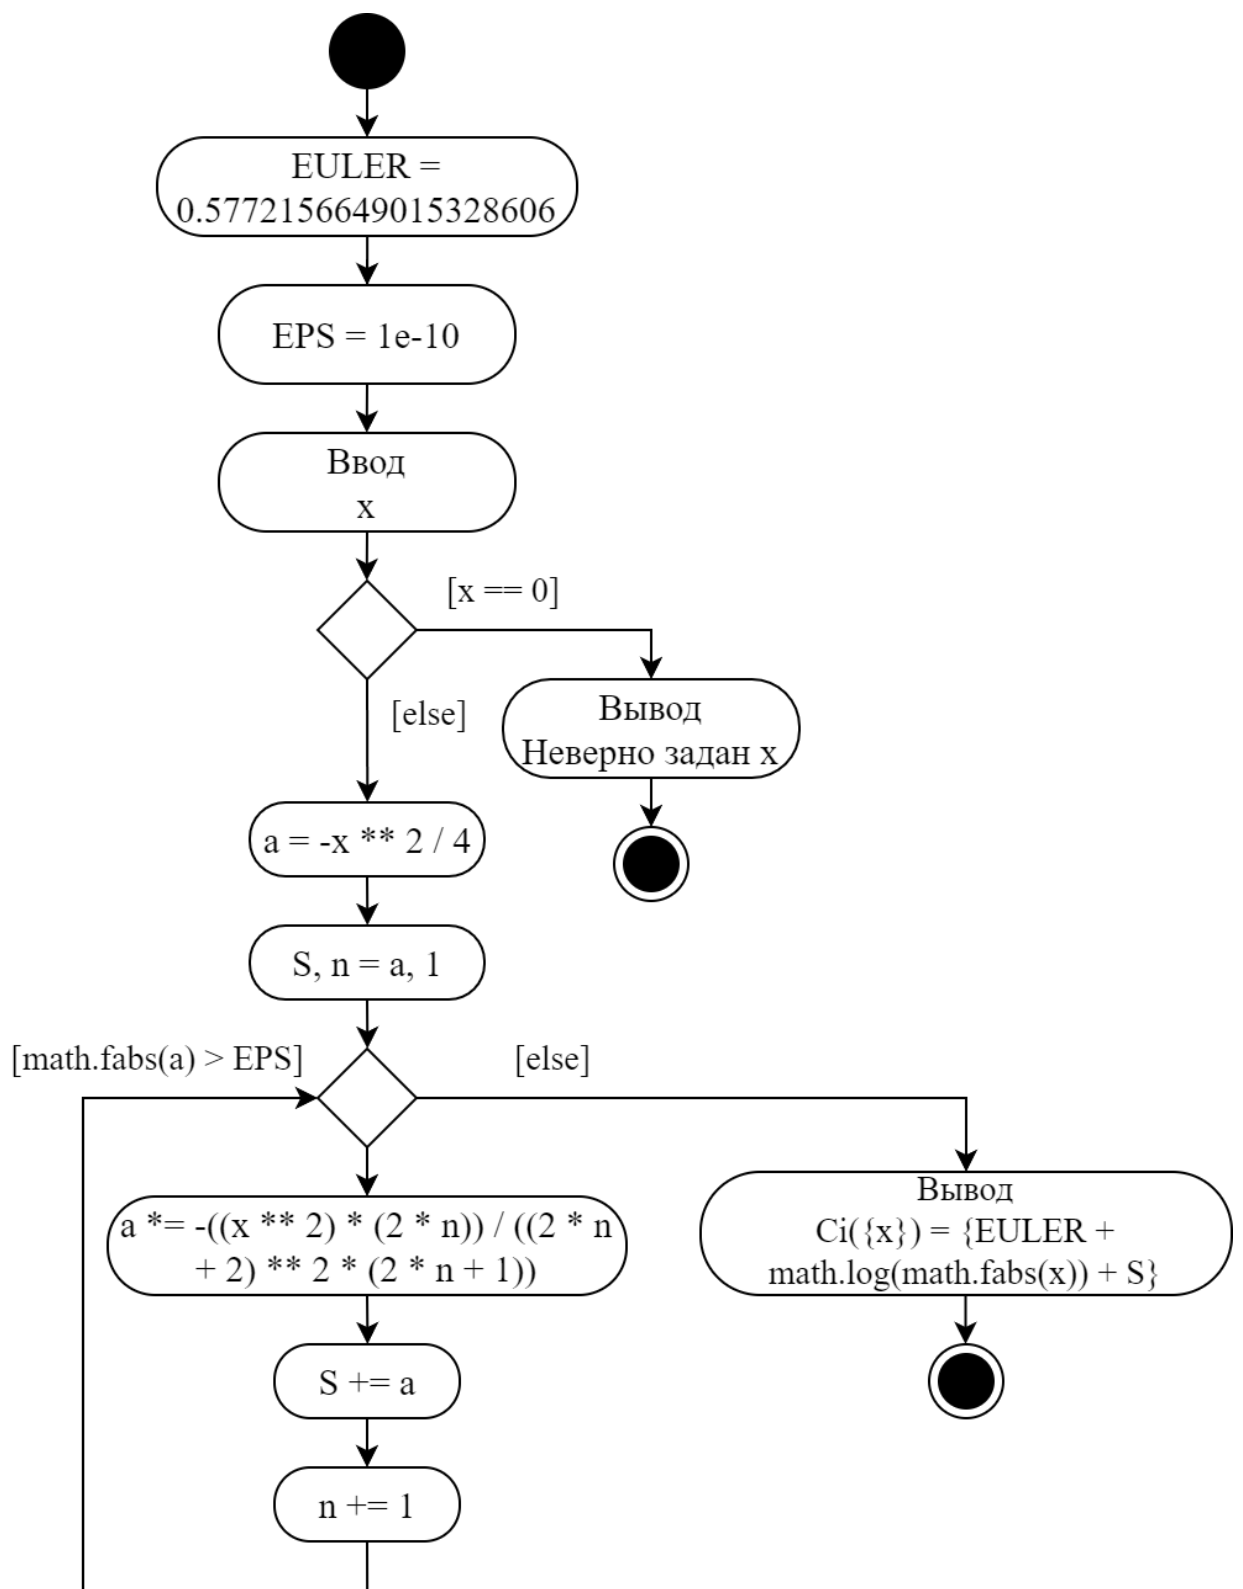 EULER =
0.5772156649015328606
EPS = 1e-10
Ввод
x
[x == 0]
[else]
Вывод
Неверно задан x
a = -x ** 2 / 4
S, n = a, 1
[math.fabs(a) > EPS]
[else]
a *= -((x ** 2) * (2 * n)) / ((2 * n
+ 2) ** 2 * (2 * n + 1))
Вывод
Ci({x}) = {EULER +
math.log(math.fabs(x)) + S}
S += a
n += 1